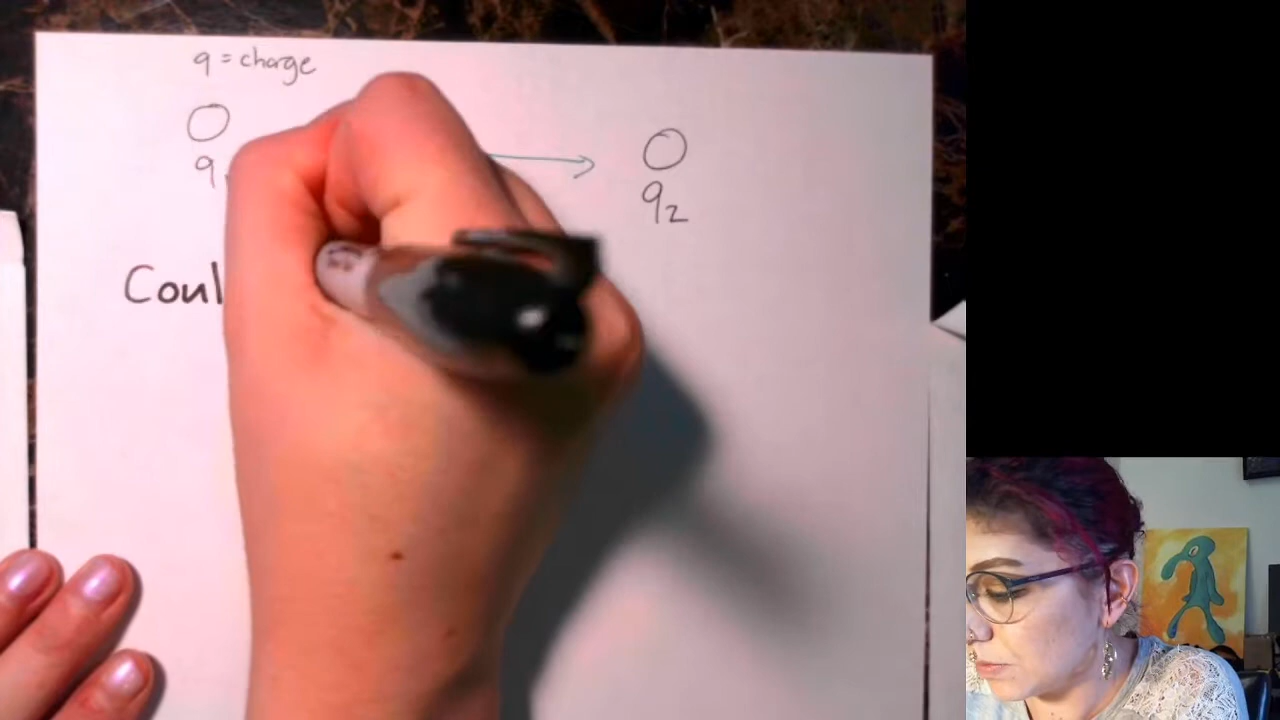 q = charge
q
q2
Coul